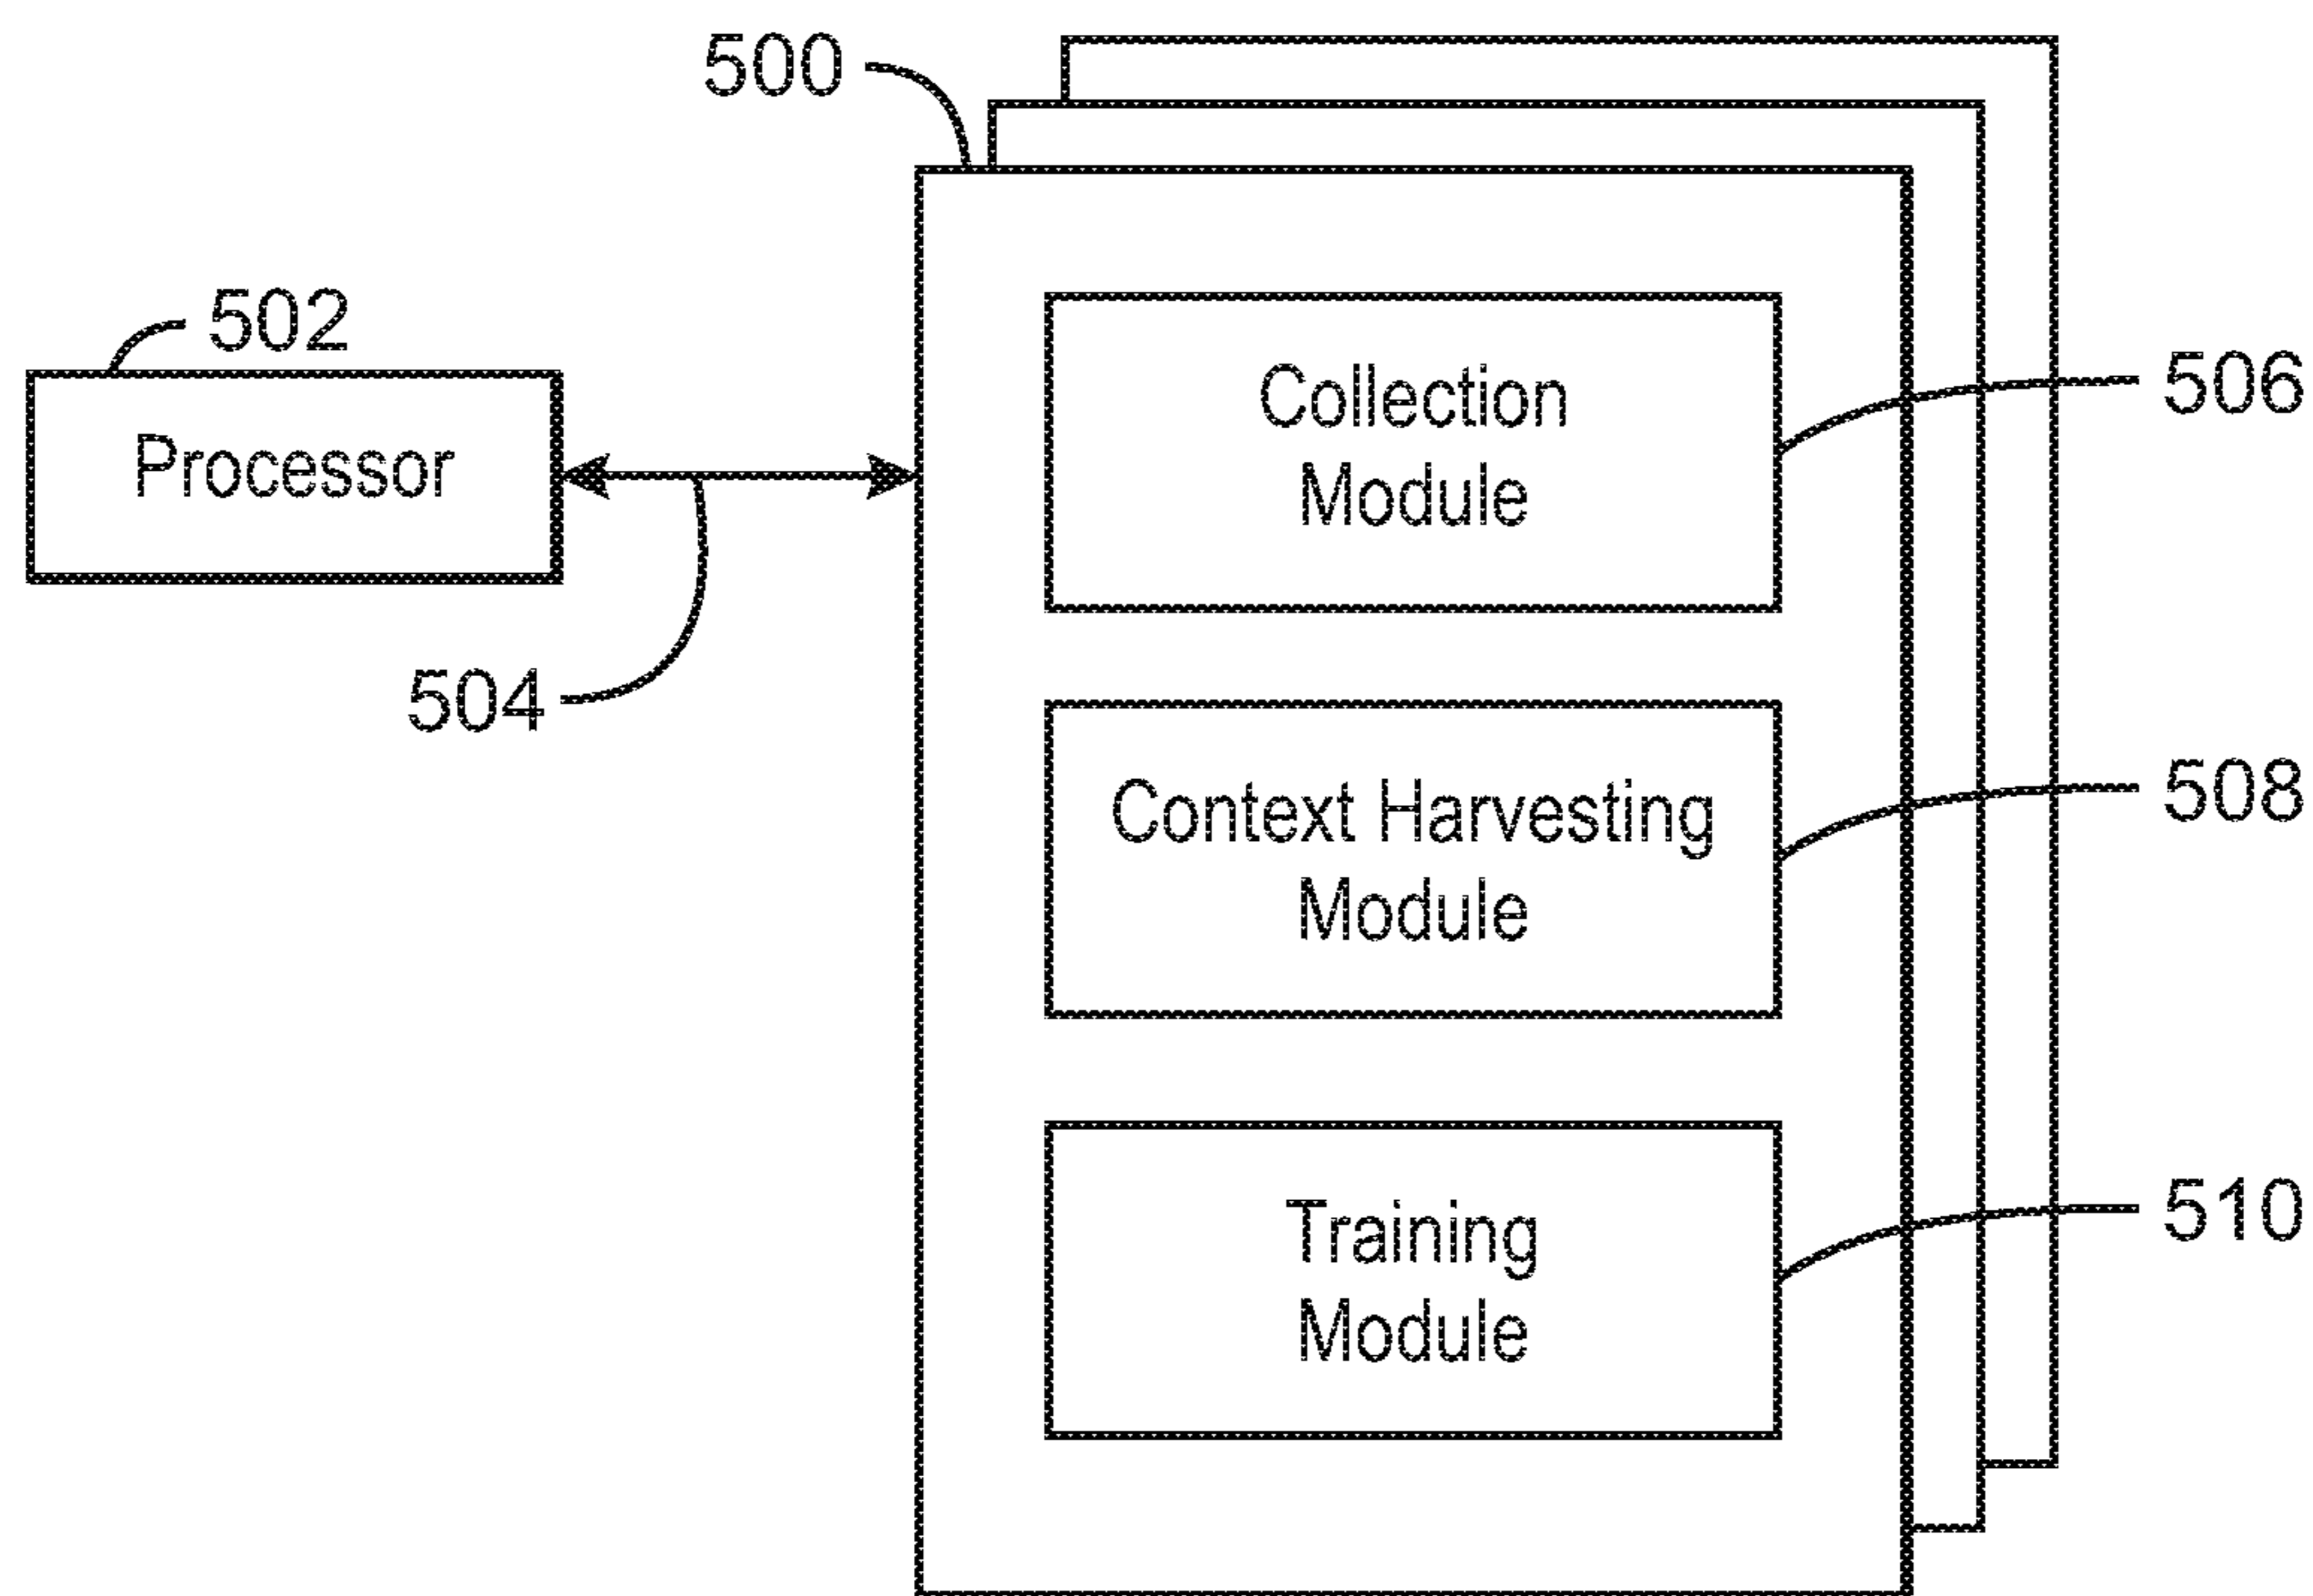 500
502
Processor
504
Collection
Module
506
Context Harvesting
Module
508
Training
Module
510